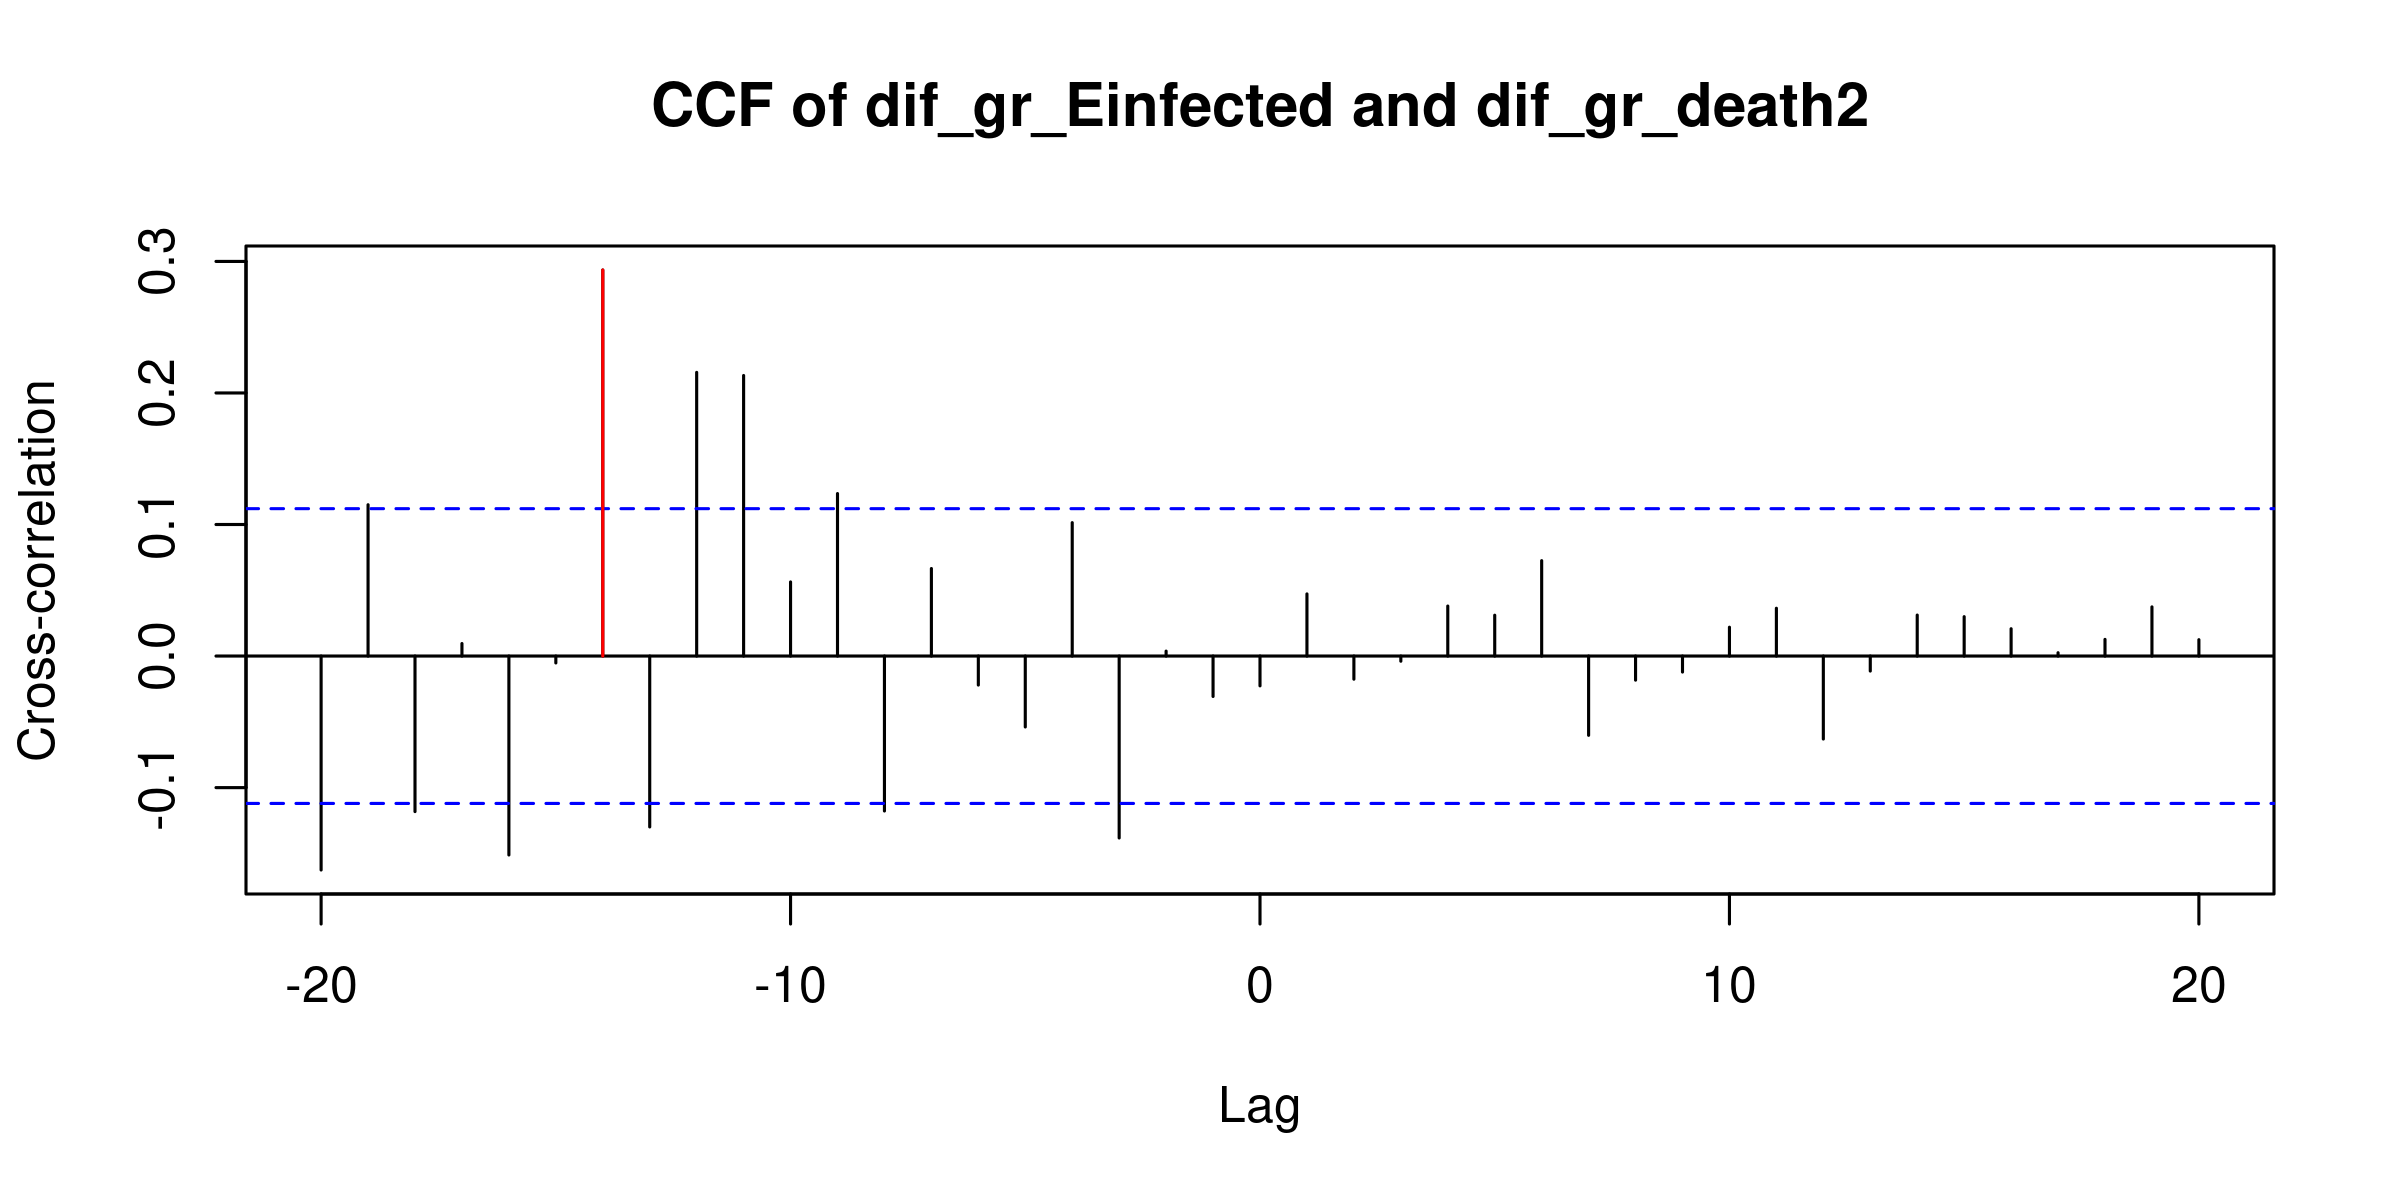 CCF of dif_gr_Einfected and dif_gr_death2
Cross-correlation
0.3
0.2
0.1
0.0
-0.1
-20 -10 0 10 20
Lag